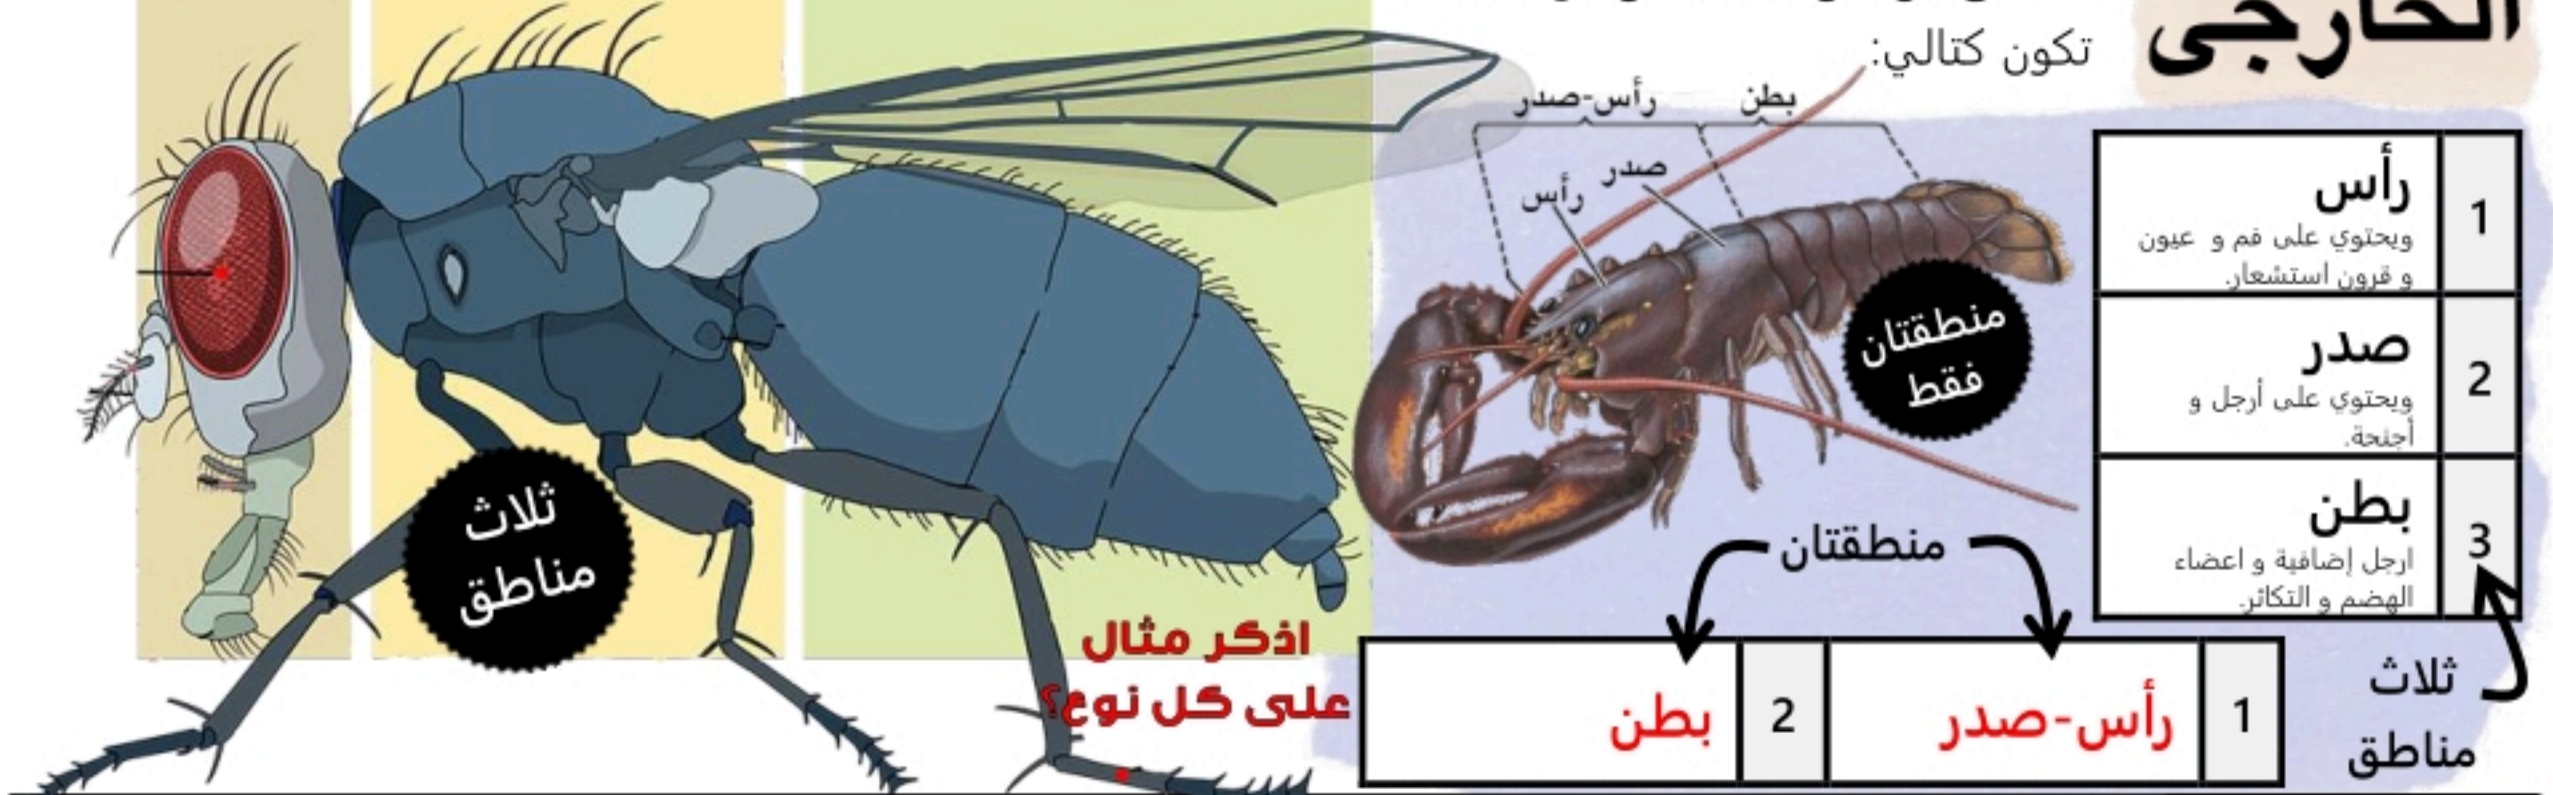 الخارجي
تكون كتالي:
1
رأس
ويحتوي على فم و عيون
و قرون استشعار.
2
صدر
ويحتوي على أرجل و
أجنحة.
3
بطن
ارجل إضافية و اعضاء
الهضم و التكاثر.
ثلاث
مناطق
رأس-صدر
بطن
صدر
رأس
منطقتان
فقط
منطقتان
1
رأس-صدر
2
بطن
ثلاث
مناطق
اذكر مثال
على كل نوع؟